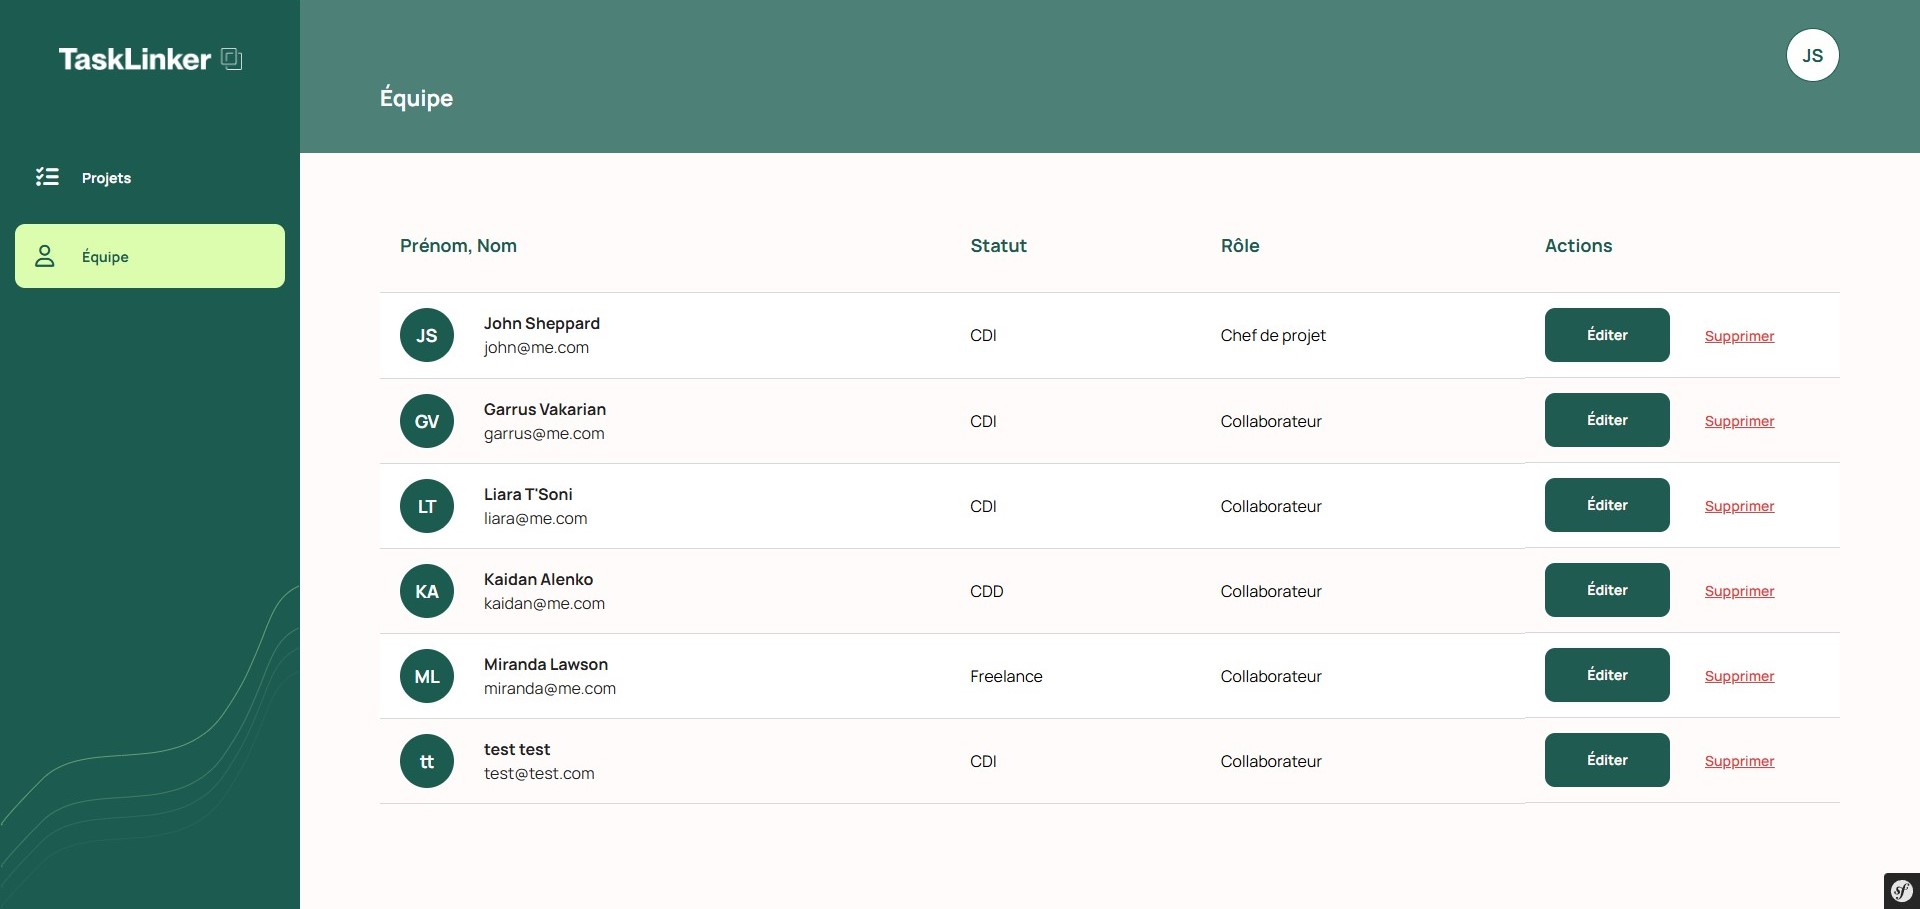 TaskLinker
JS
Équipe
Projets
Équipe
Prénom, Nom Statut Rôle Actions
JS John Sheppard CDI Chef de projet Éditer Supprimer
john@me.com
GV Garrus Vakarian CDI Collaborateur Éditer Supprimer
garrus@me.com
LT Liara T'Soni CDI Collaborateur Éditer Supprimer
liara@me.com
KA Kaidan Alenko CDD Collaborateur Éditer Supprimer
kaidan@me.com
ML Miranda Lawson Freelance Collaborateur Éditer Supprimer
miranda@me.com
tt test test CDI Collaborateur Éditer Supprimer
test@test.com
sf